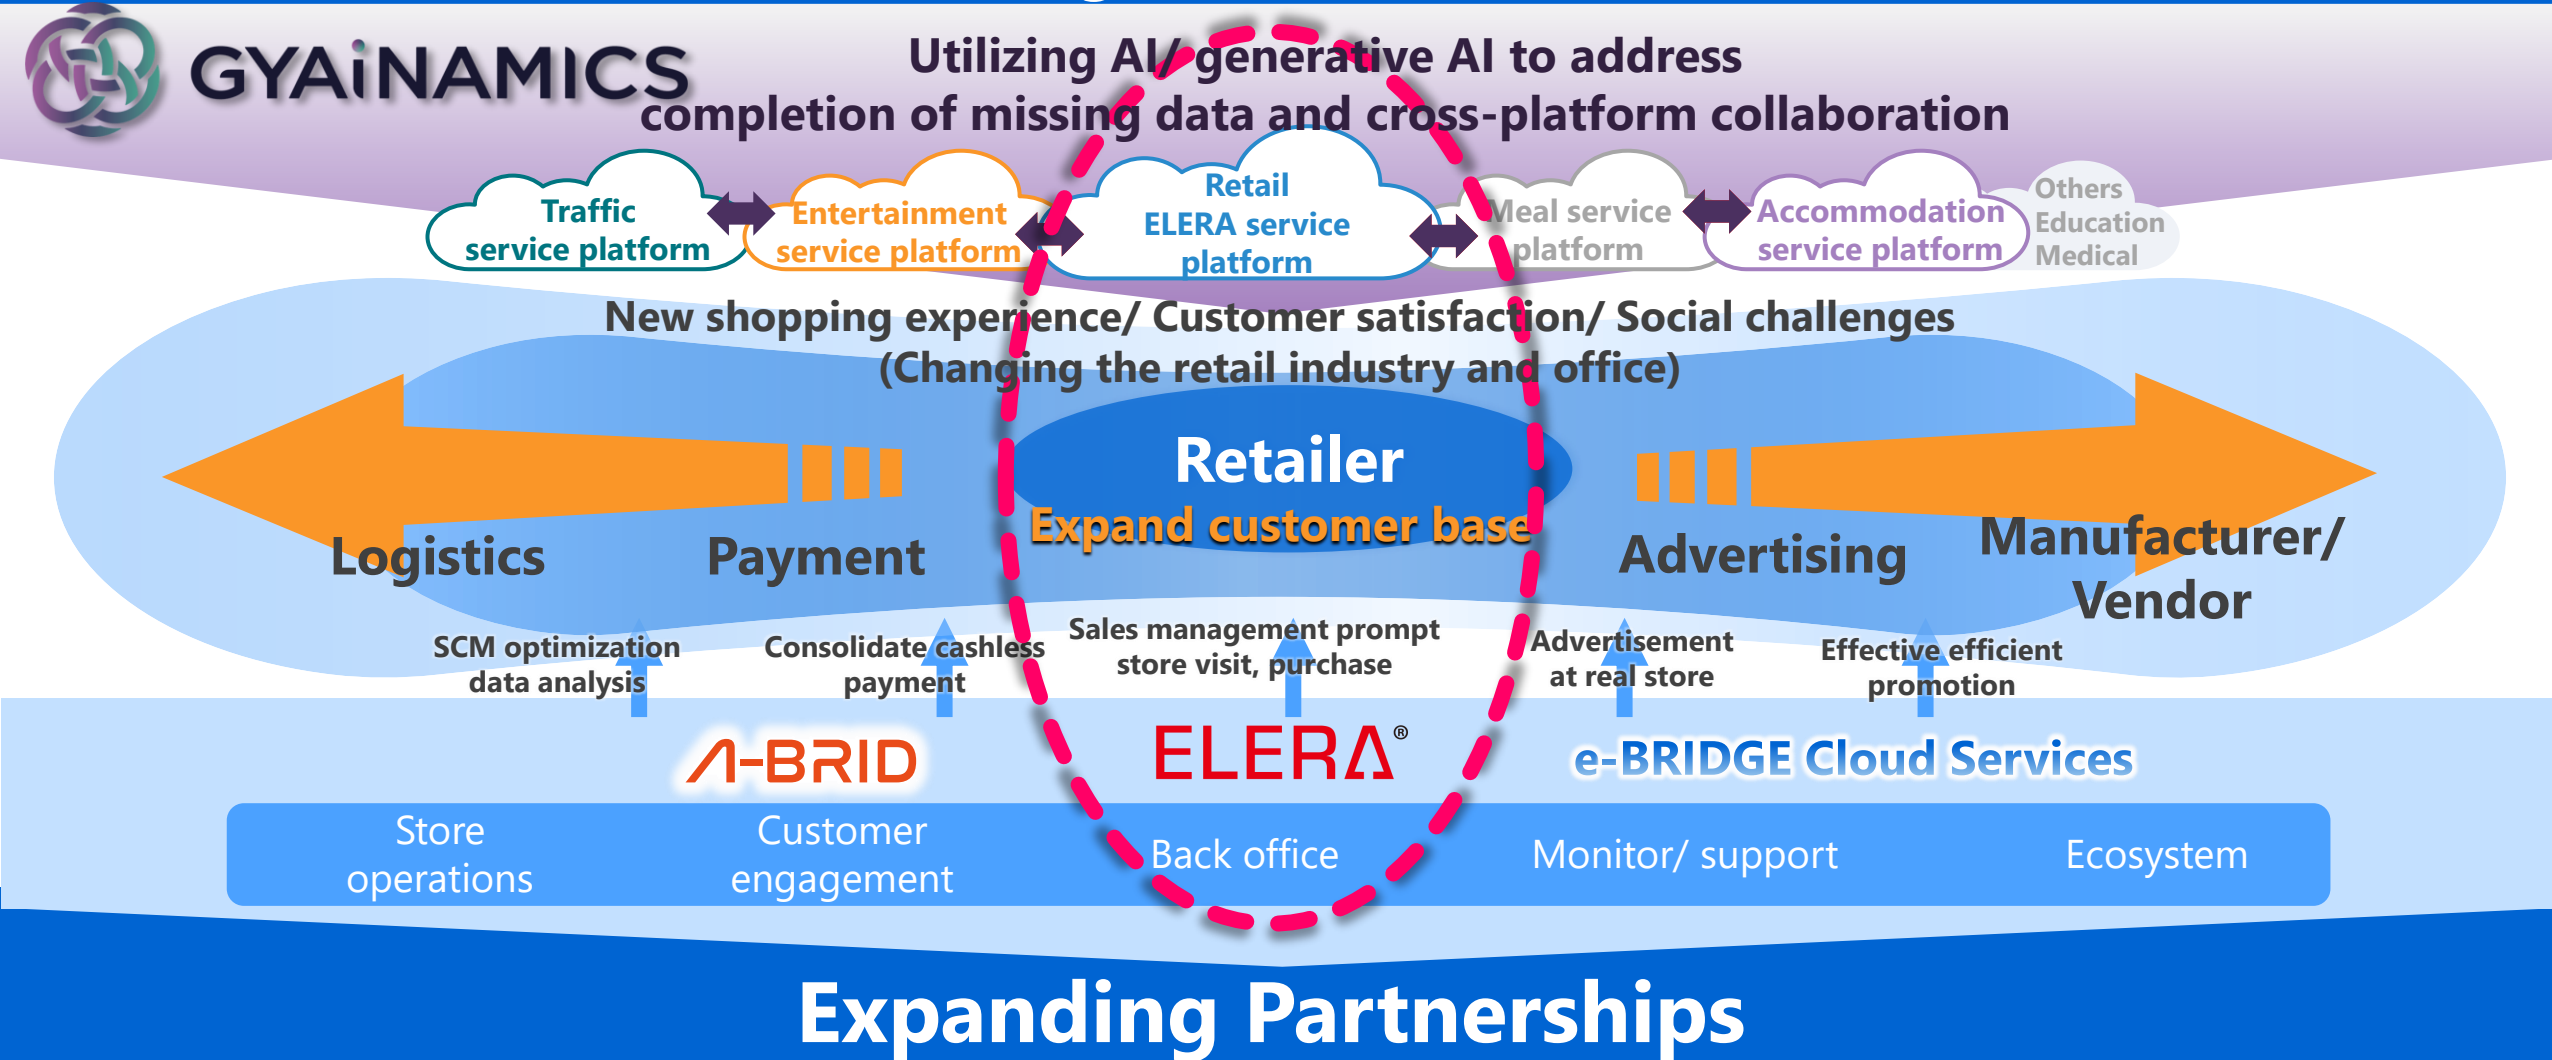 GYAiNAMICS
Utilizing AI/ generative AI to address
completion of missing data and cross-platform collaboration
Traffic
service platform
Entertainment
service platform
Retail
ELERA service
platform
Meal service
platform
Accommodation
service platform
Others
Education
Medical
New shopping experience/ Customer satisfaction/ Social challenges
(Changing the retail industry and office)
Retailer
Expand customer base
Logistics
Payment
Advertising
Manufacturer/
Vendor
SCM optimization
data analysis
Consolidate cashless
payment
Sales management prompt
store visit, purchase
Advertisement
at real store
Effective efficient
promotion
A-BRID
ELERA®
e-BRIDGE Cloud Services
Store
operations
Customer
engagement
Back office
Monitor/ support
Ecosystem
Expanding Partnerships